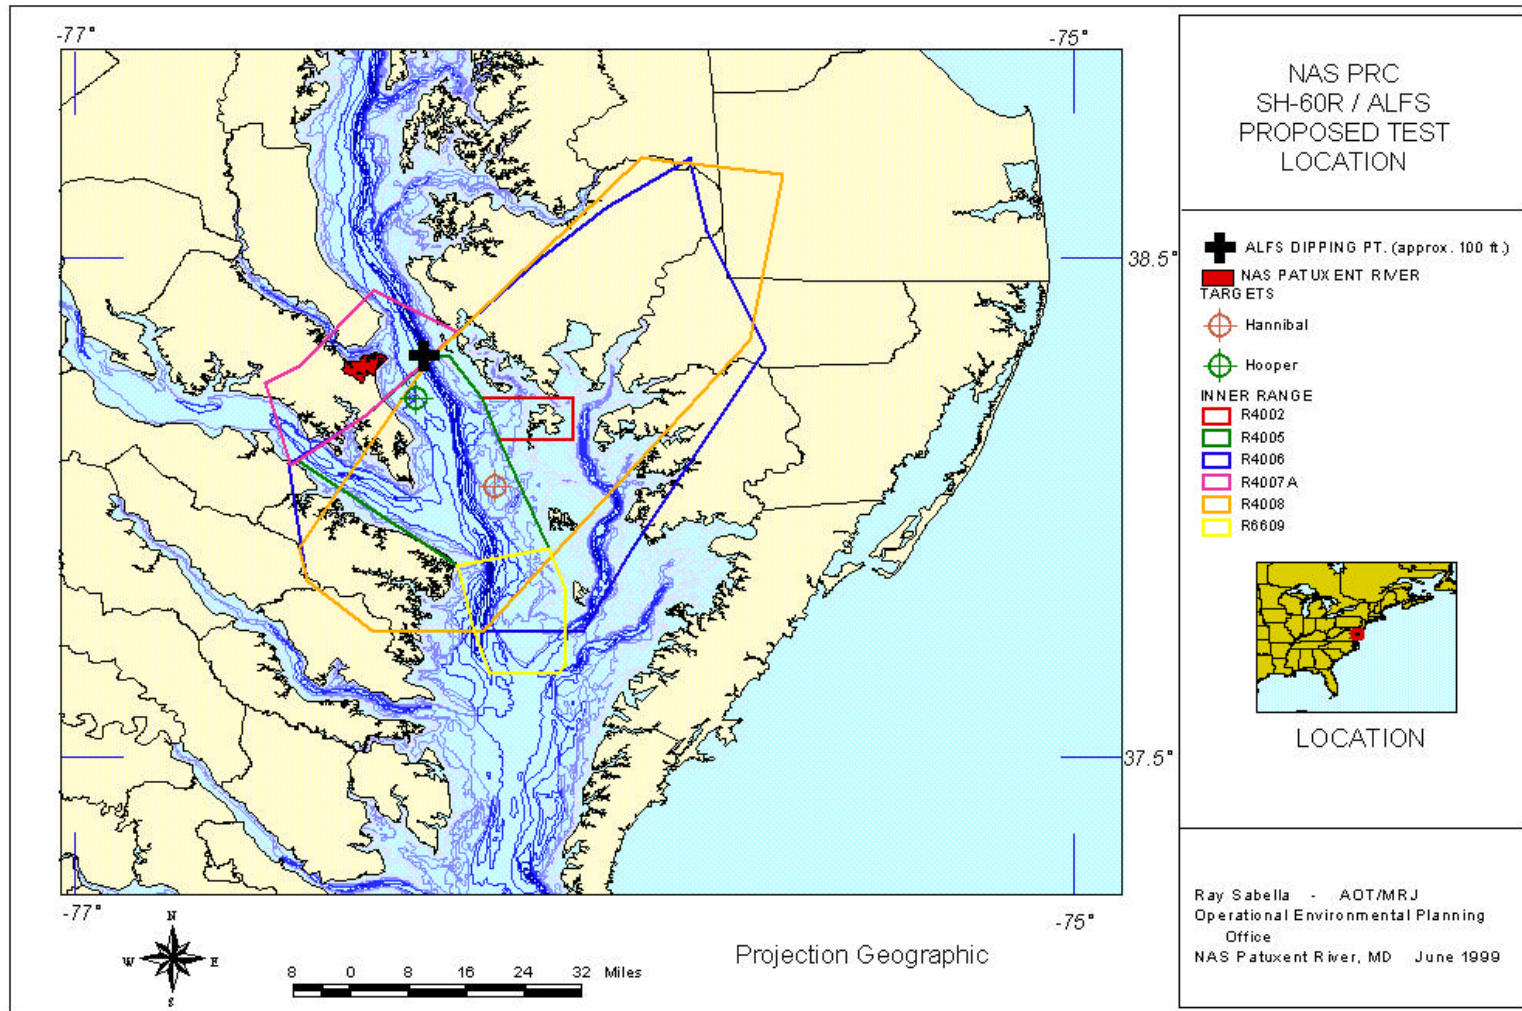 -77°
-75°
38.5°
37.5°
-77°
-75°
N
W
E
S
8 0 8 16 24 32 Miles
Projection Geographic
NAS PRC
SH-60R / ALFS
PROPOSED TEST
LOCATION
ALFS DIPPING PT. (approx. 100 ft.)
NAS PATUXENT RIVER
TARGETS
Hannibal
Hooper
INNER RANGE
R4002
R4005
R4006
R4007A
R4008
R6609
LOCATION
Ray Sabella - AOT/MRJ
Operational Environmental Planning
Office
NAS Patuxent River, MD June 1999